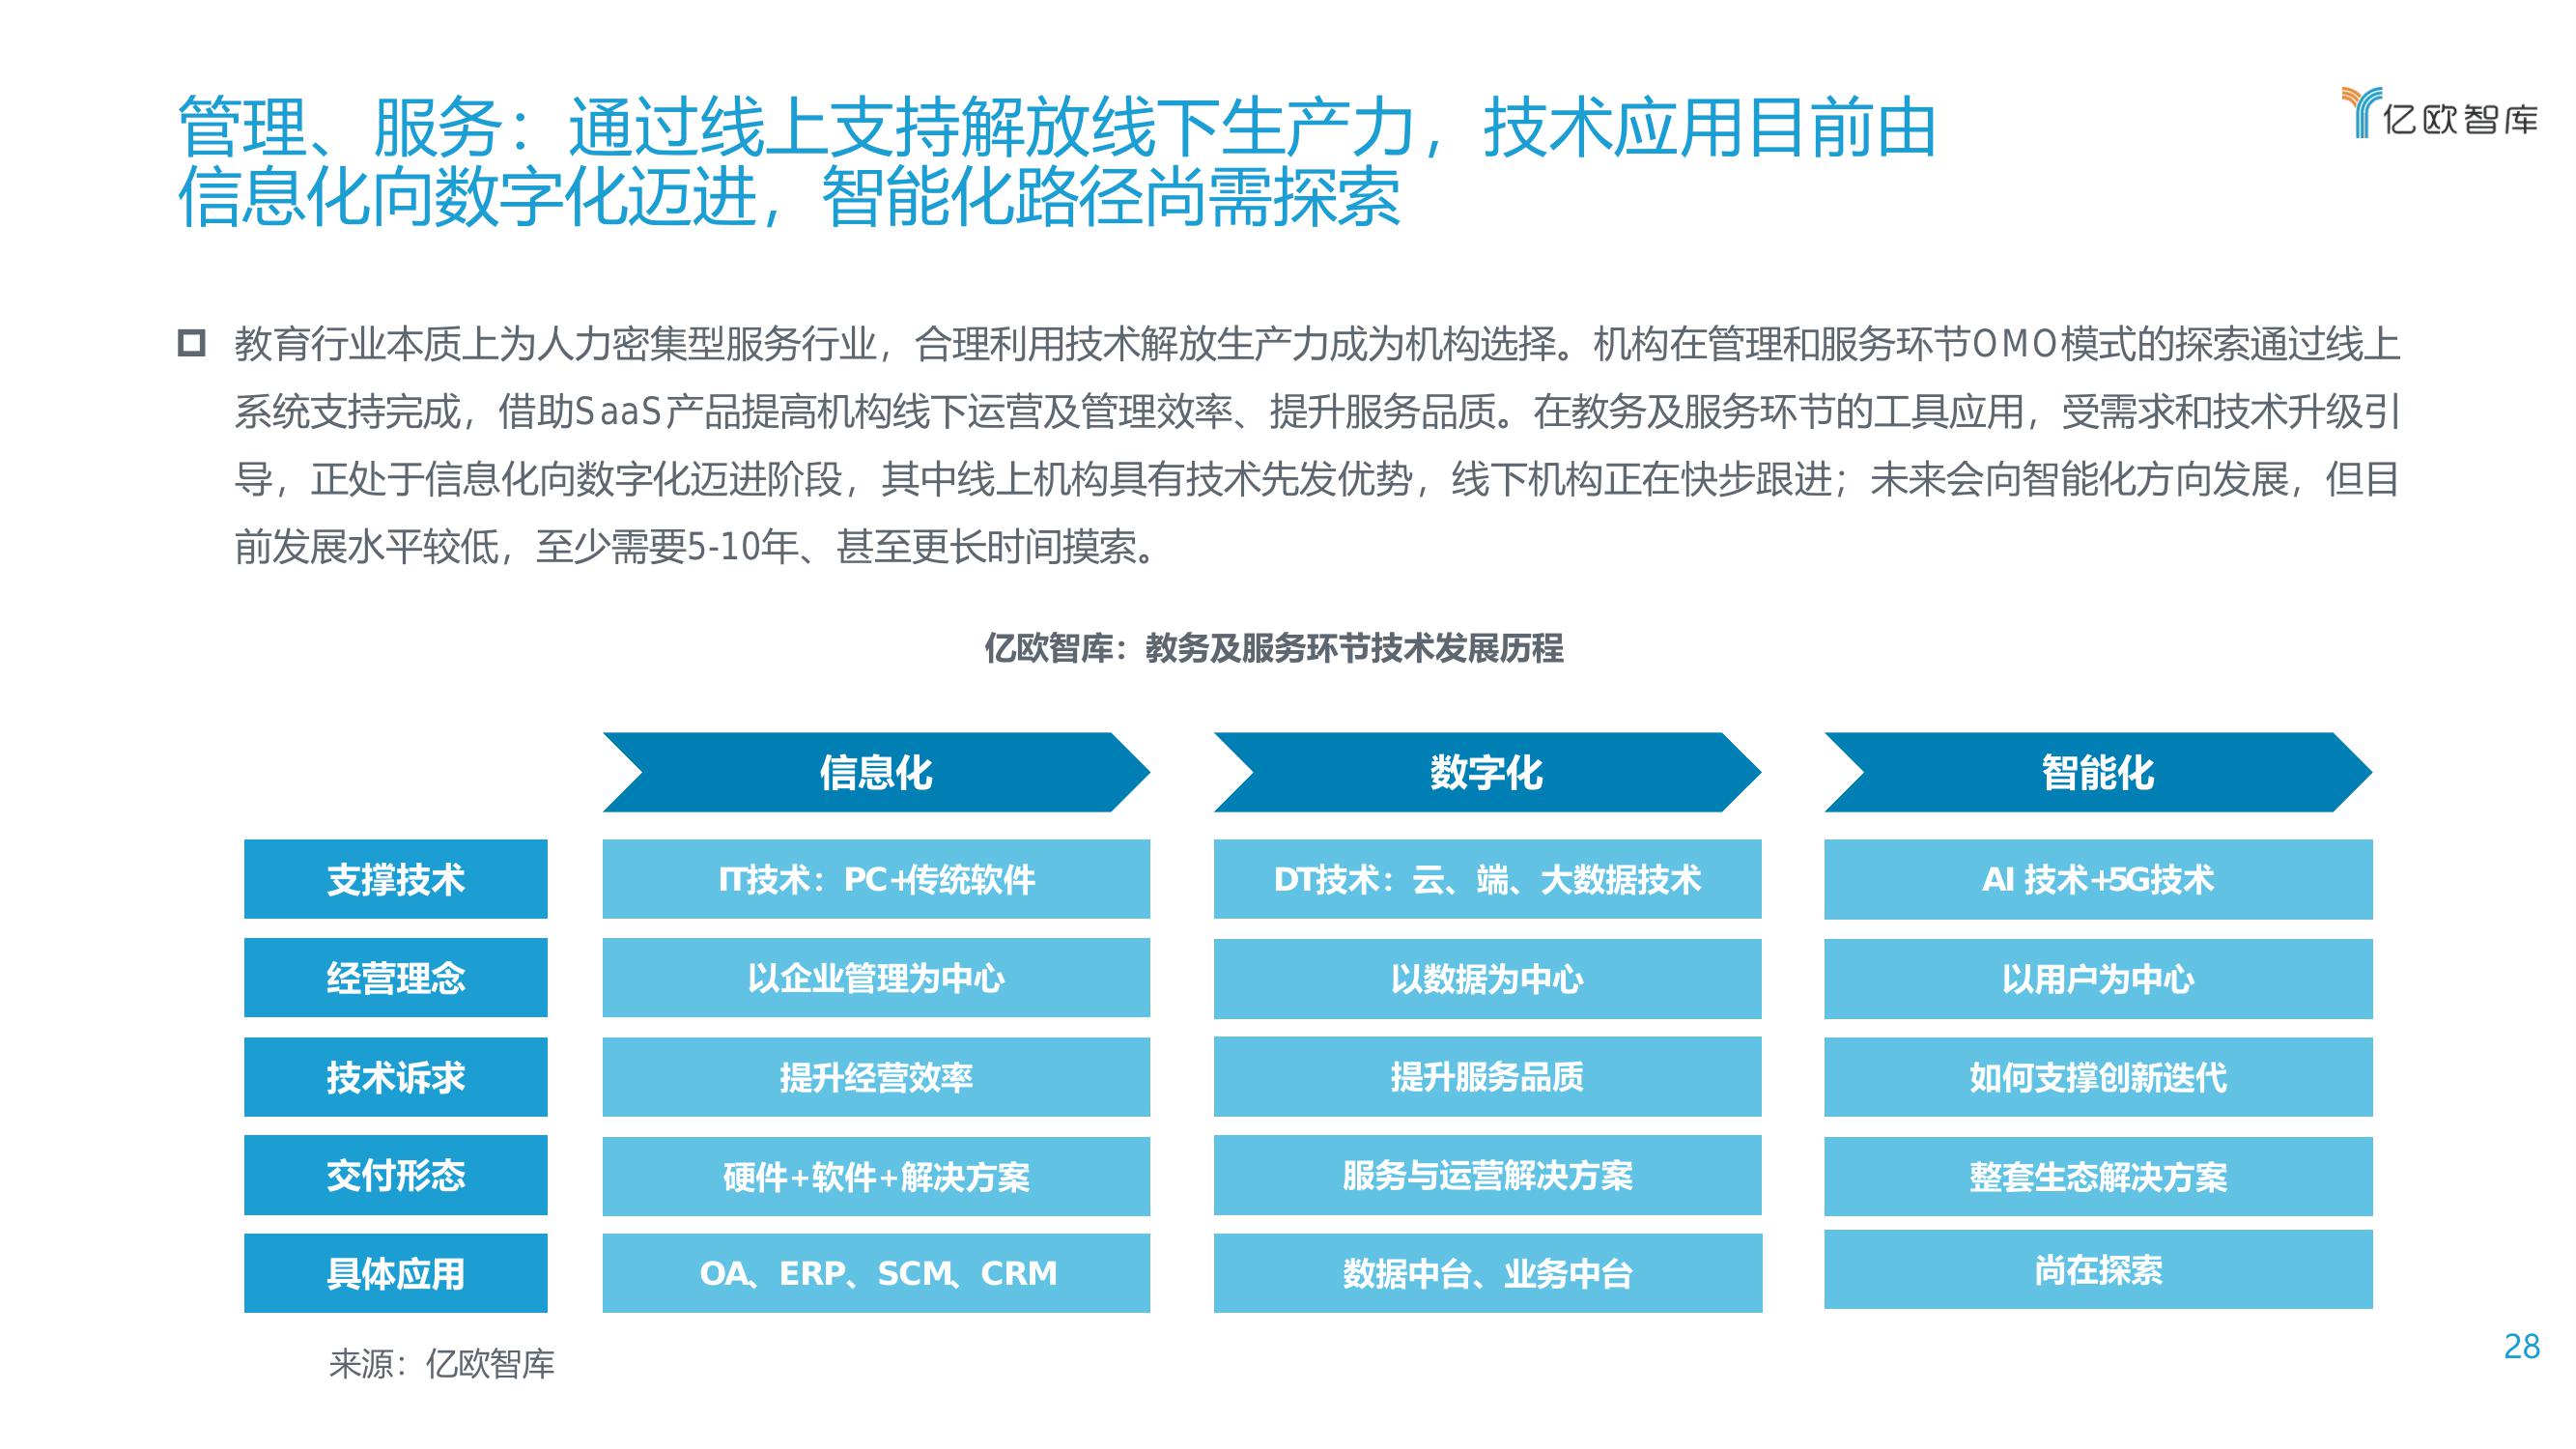 管理、服务：通过线上支持解放线下生产力，技术应用目前由
信息化向数字化迈进，智能化路径尚需探索
亿欧智库
教育行业本质上为人力密集型服务行业，合理利用技术解放生产力成为机构选择。机构在管理和服务环节OMO模式的探索通过线上
系统支持完成，借助SaaS产品提高机构线下运营及管理效率、提升服务品质。在教务及服务环节的工具应用，受需求和技术升级引
导，正处于信息化向数字化迈进阶段，其中线上机构具有技术先发优势，线下机构正在快步跟进；未来会向智能化方向发展，但目
前发展水平较低，至少需要5-10年、甚至更长时间摸索。
亿欧智库：教务及服务环节技术发展历程
信息化 数字化 智能化
支撑技术 IT技术：PC+传统软件 DT技术：云、端、大数据技术 AI 技术+5G技术
经营理念 以企业管理为中心 以数据为中心 以用户为中心
技术诉求 提升经营效率 提升服务品质 如何支撑创新迭代
交付形态 硬件+软件+解决方案 服务与运营解决方案 整套生态解决方案
具体应用 OA、ERP、SCM、CRM 数据中台、业务中台 尚在探索
来源：亿欧智库
28